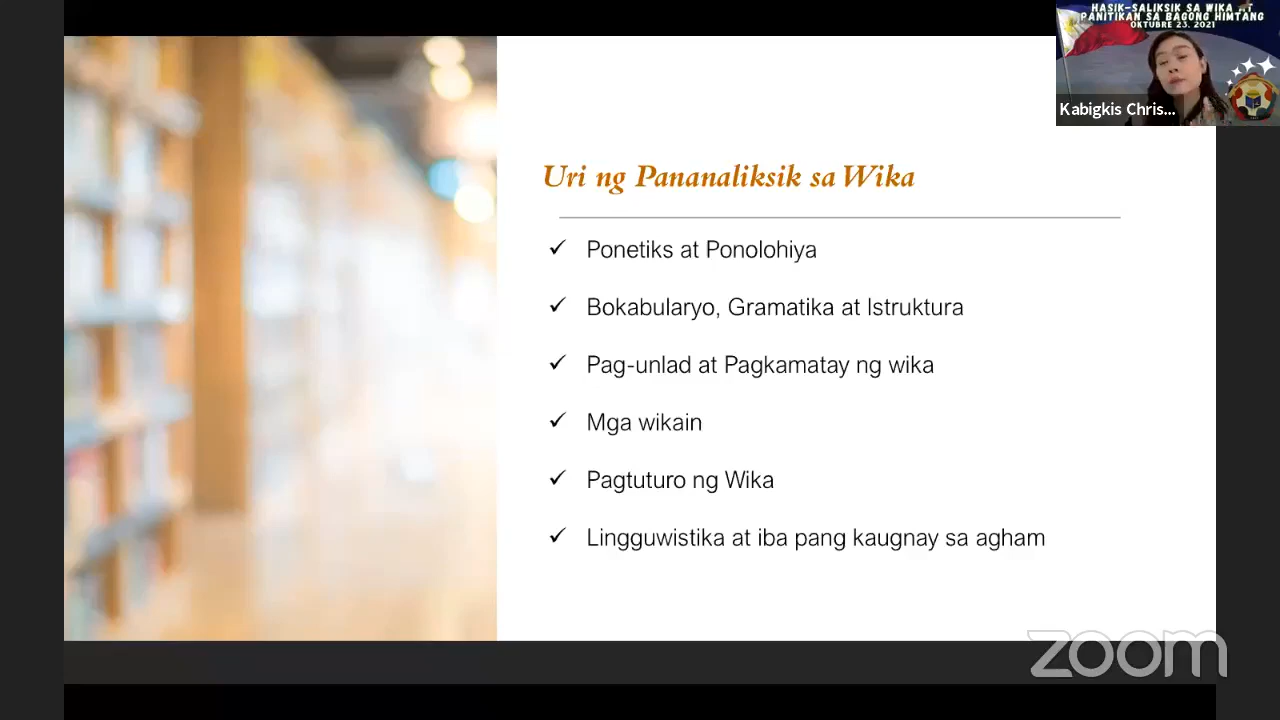 HASIK-SALIKSIK SA WIKA AT
PANITIKAN SA BAGONG HIMTANG
OKTUBRE 23, 2021
Kabigkis Chris...
Uri ng Pananaliksik sa Wika
✓ Ponetiks at Ponolohiya
✓ Bokabularyo, Gramatika at Istruktura
✓ Pag-unlad at Pagkamatay ng wika
✓ Mga wikain
✓ Pagtuturo ng Wika
✓ Lingguwistika at iba pang kaugnay sa agham
zoom